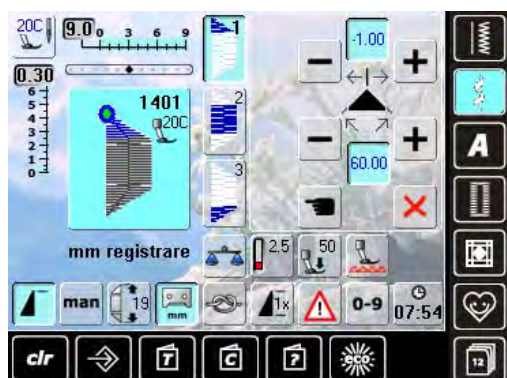 20C
9.0
0 3 6 9
1
-1.00
0.30
6
5
4
3
2
1
0
1401
20C
2
60.00
3
mm registrare
2.5
50
man
19
mm
1x
0-9
07:54
A
12
clr
T
C
?
eco